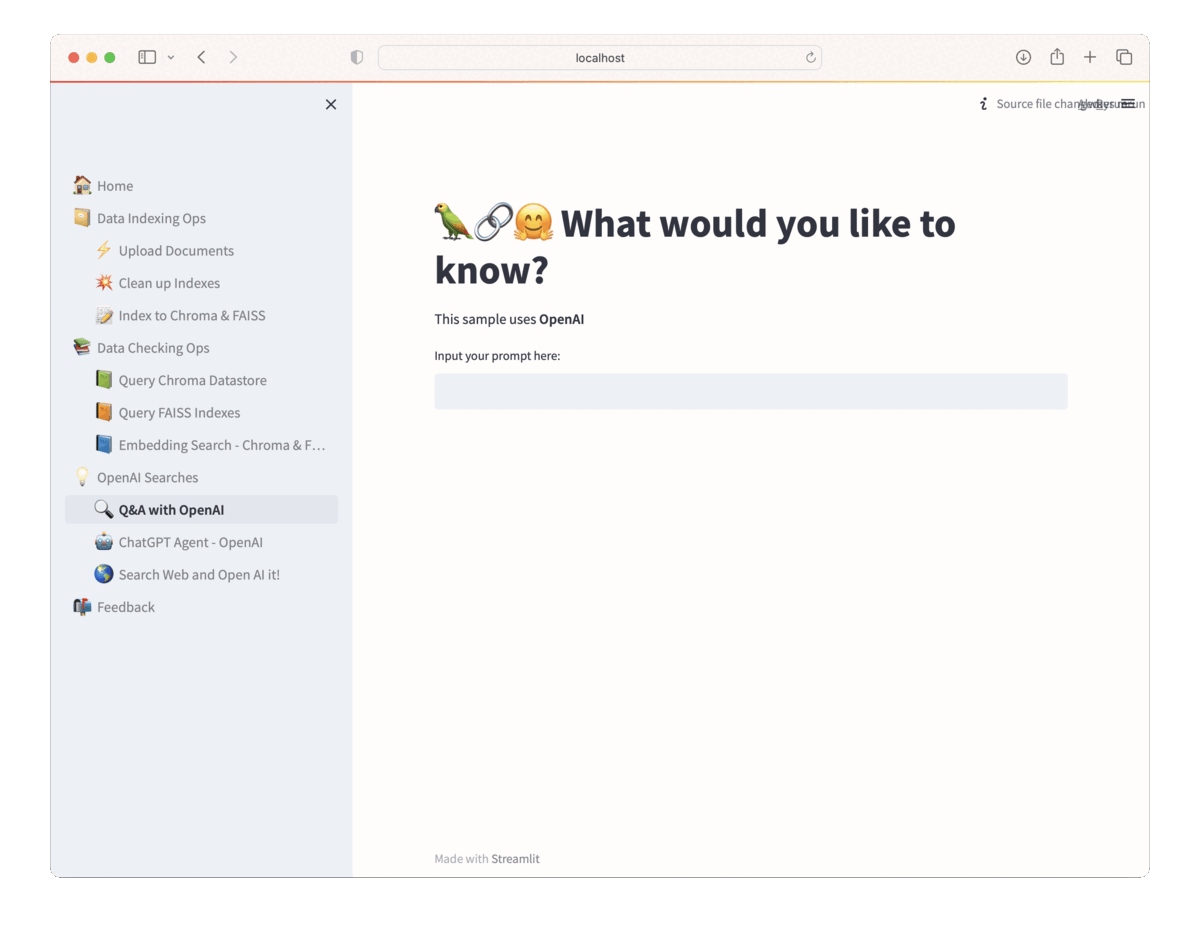 localhost
Source file changed.
Home
Data Indexing Ops
Upload Documents
Clean up Indexes
Index to Chroma & FAISS
Data Checking Ops
Query Chroma Datastore
Query FAISS Indexes
Embedding Search - Chroma & F…
OpenAI Searches
Q&A with OpenAI
ChatGPT Agent - OpenAI
Search Web and Open AI it!
Feedback
What would you like to
know?
This sample uses OpenAI
Input your prompt here:
Made with Streamlit